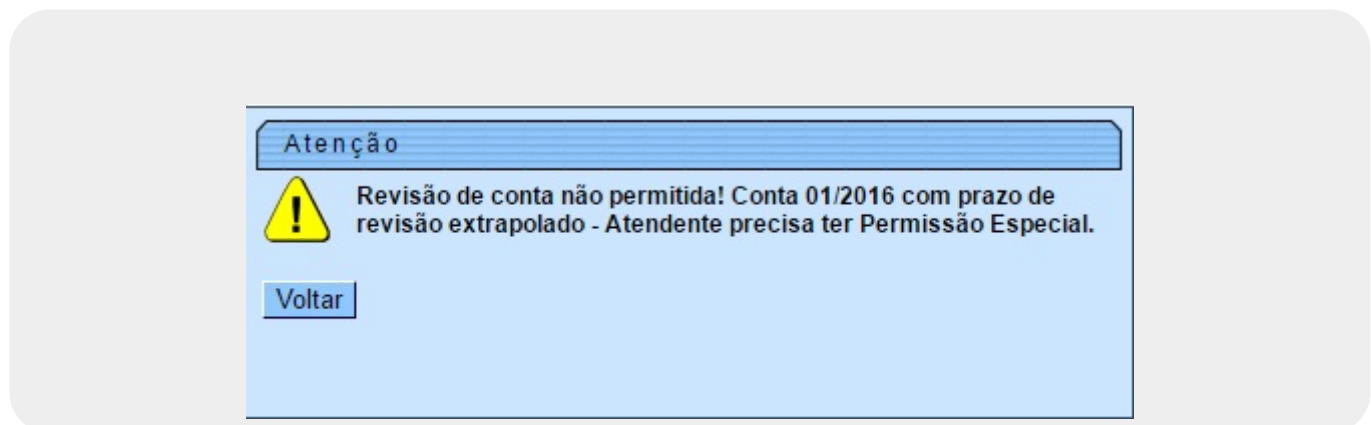 Atenção
Revisão de conta não permitida! Conta 01/2016 com prazo de
revisão extrapolado - Atendente precisa ter Permissão Especial.
Voltar